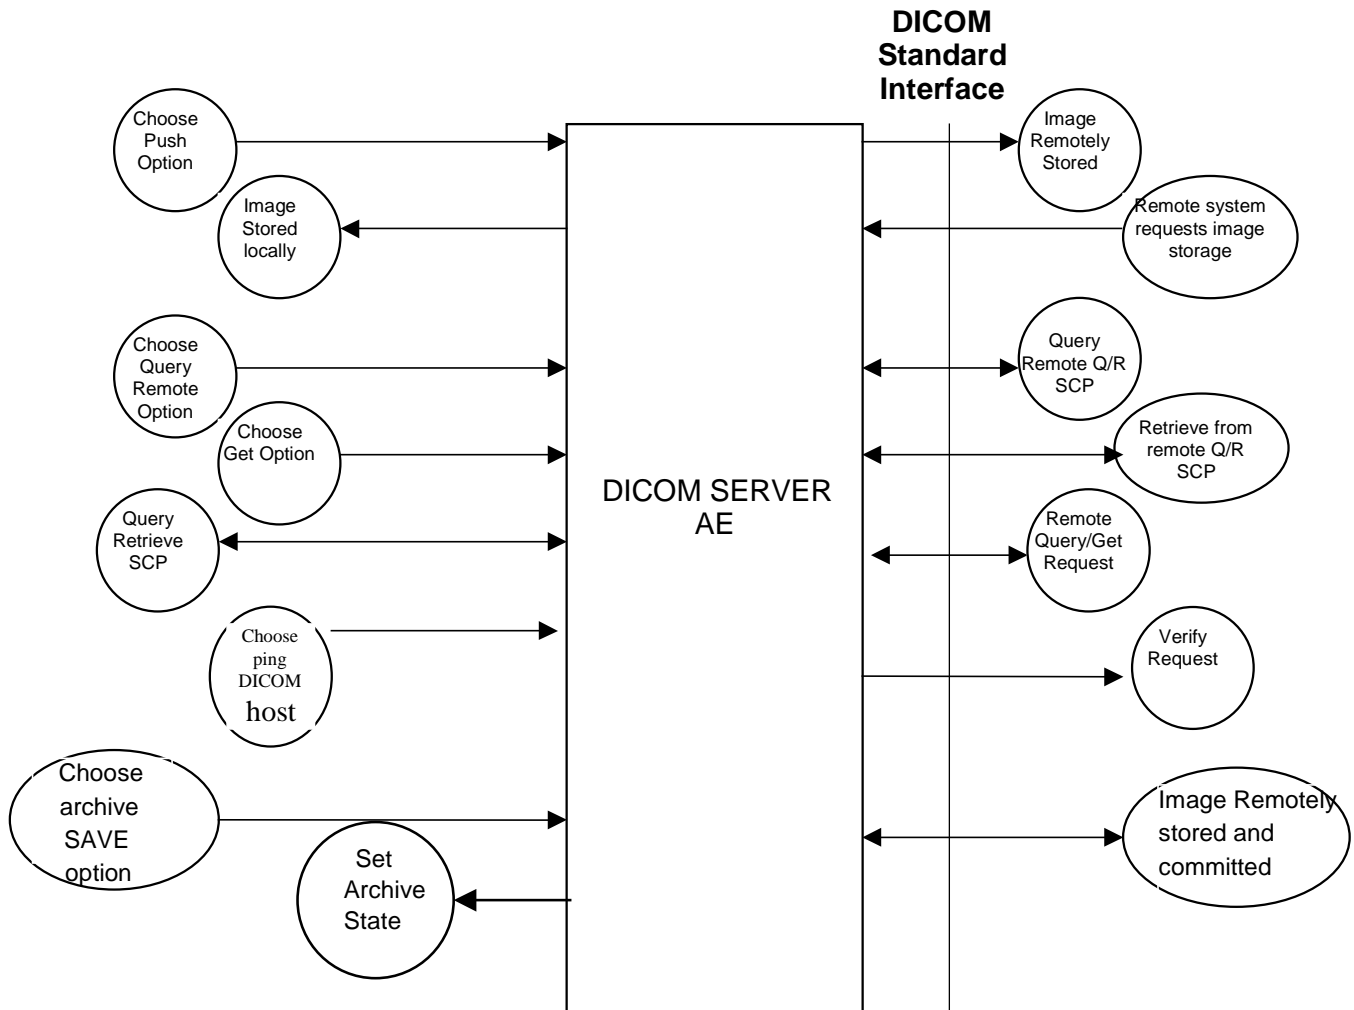 DICOM
Standard
Interface
Choose
Push
Option
Image
Remotely
Stored
Image
Stored
locally
Remote system
requests image
storage
Choose
Query
Remote
Option
Query
Remote Q/R
SCP
Choose
Get Option
Retrieve from
remote Q/R
SCP
DICOM SERVER
AE
Query
Retrieve
SCP
Remote
Query/Get
Request
Choose
ping
DICOM
host
Verify
Request
Choose
archive
SAVE
option
Image Remotely
stored and
committed
Set
Archive
State